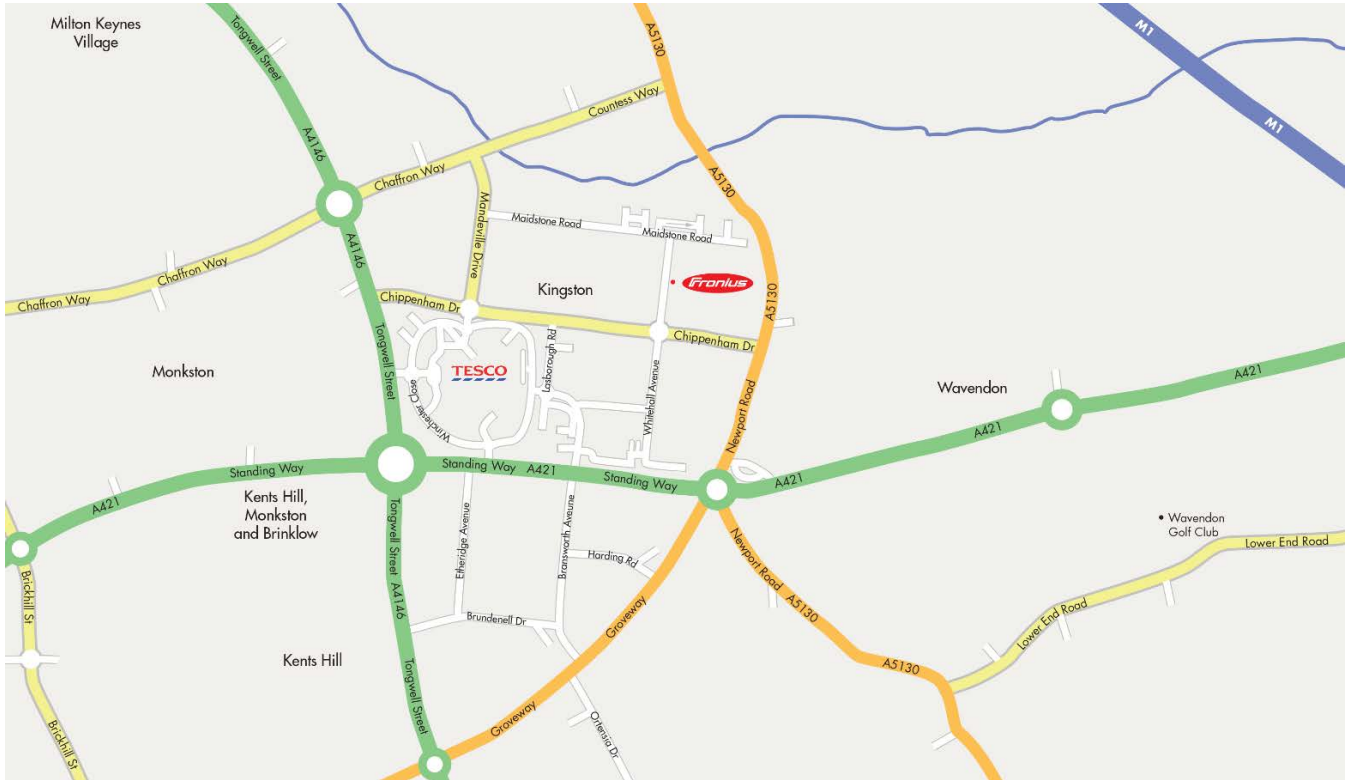 Milton Keynes
Village
Tongwell Street
A5130
M1
Countess Way
A4146
M1
Chaffron Way
A5130
Mandeville Drive
Maidstone Road
Maidstone Road
A4146
Chaffron Way
Fronius
Kingston
Chaffron Way
Chippenham Dr
A5130
Chippenham Dr
Tongwell Street
Lasborough Rd
TESCO
Monkston
Winchester Close
Whitehall Avenue
Newport Road
Wavendon
A421
A421
Standing Way
Standing Way
A421
Standing Way
A421
A421
Kents Hill,
Monkston
and Brinklow
Tongwell Street
Etheridge Avenue
Bransworth Aveune
Harding Rd
Newport Road
Wavendon
Golf Club
Lower End Road
Brickhill St
A4146
Brundenell Dr
Groveway
A5130
Lower End Road
Kents Hill
Tongwell Street
A5130
Groveway
Ortensia Dr
Brickhill St